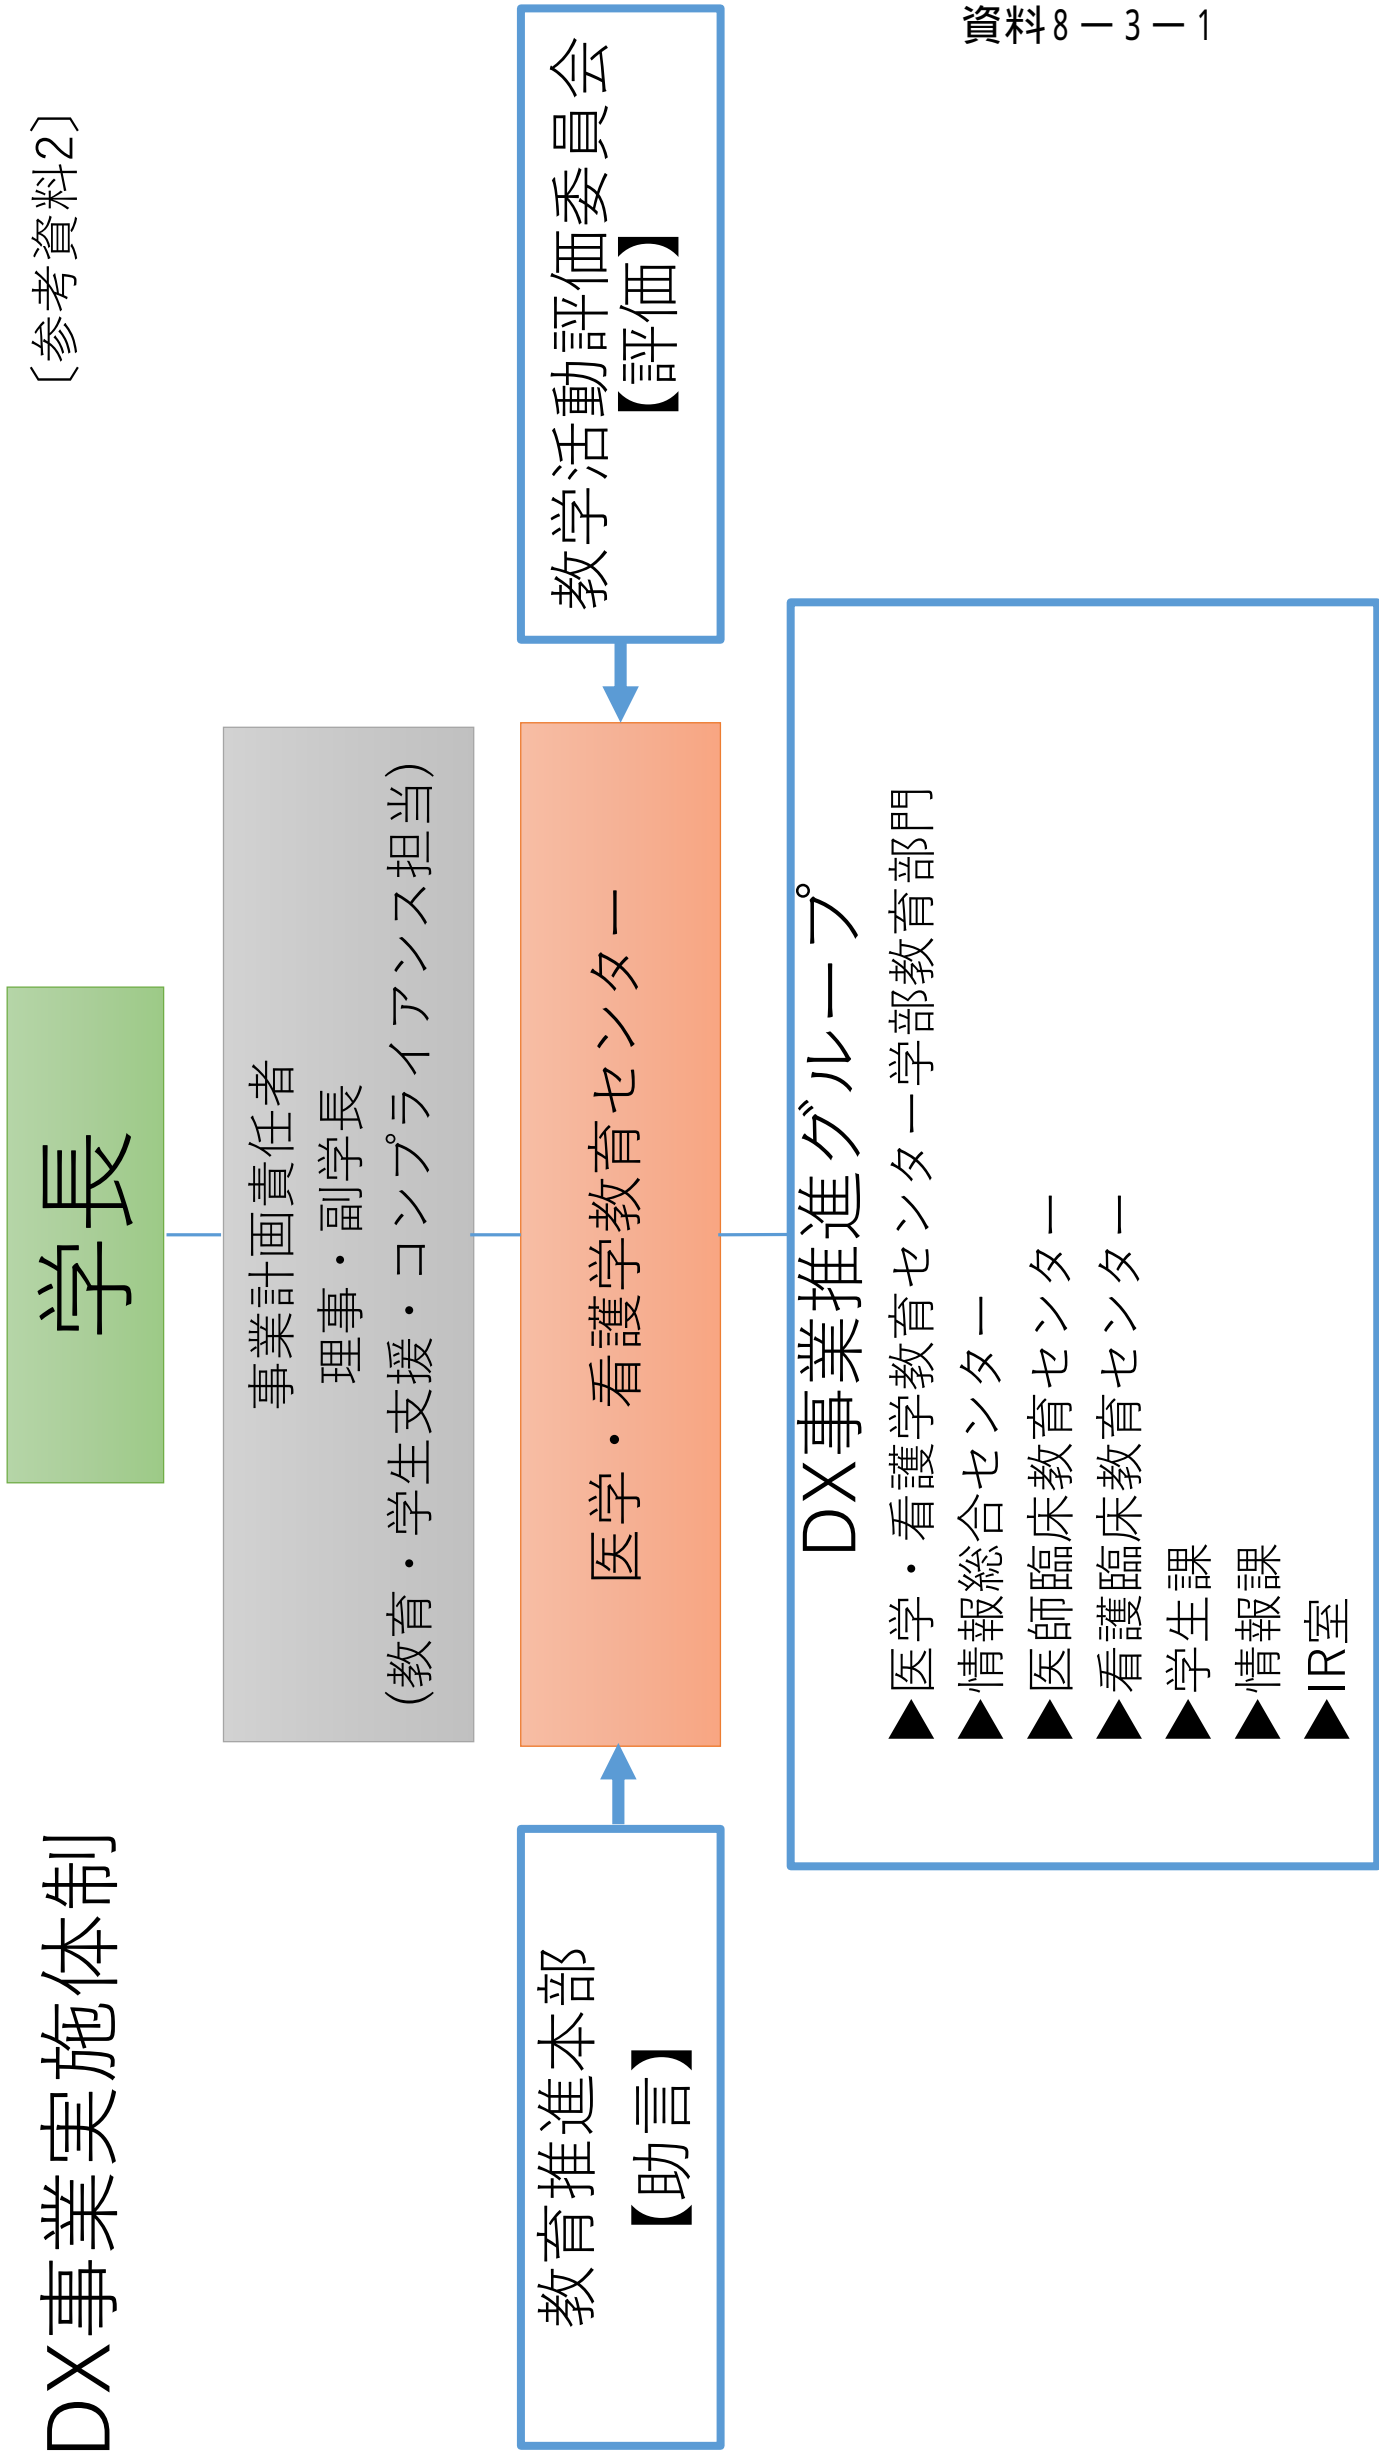 資料８－３－１
DX事業実施体制
〔参考資料2〕
学長
事業計画責任者
理事・副学長
（教育・学生支援・コンプライアンス担当）
教育推進本部
【助言】
医学・看護学教育センター
教学活動評価委員会
【評価】
DX事業推進グループ
▶医学・看護学教育センター学部教育部門
▶情報総合センター
▶医師臨床教育センター
▶看護臨床教育センター
▶学生課
▶情報課
▶IR室